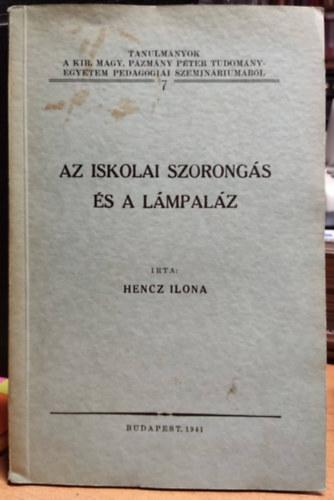 TANULMÁNYOK
A KIR. MAGY. PÁZMÁNY PÉTER TUDOMÁNY-
EGYETEM PEDAGOGIAI SZEMINÁRIUMÁBÓL
7
AZ ISKOLAI SZORONGÁS
ÉS A LÁMPALÁZ
IRTA:
HENCZ ILONA
BUDAPEST, 1941